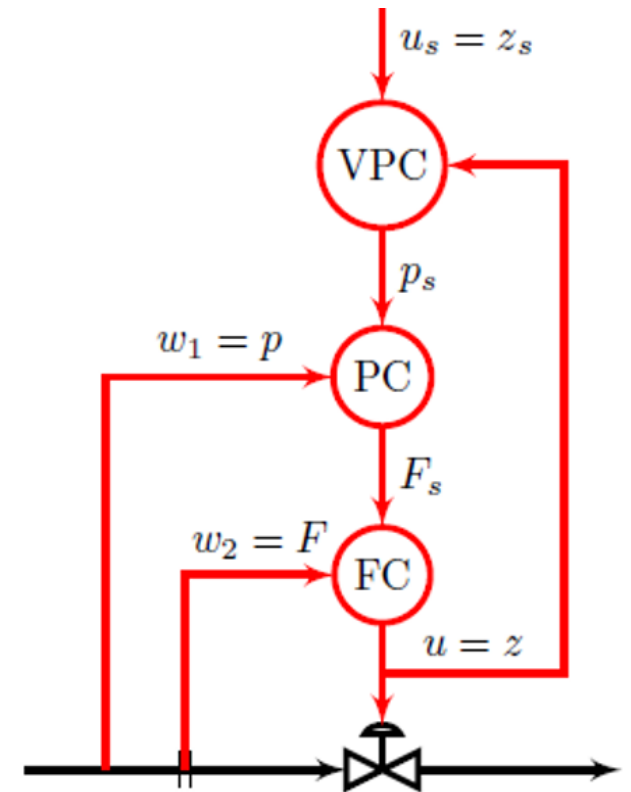 u_s = z_s
VPC
p_s
w_1 = p
PC
F_s
w_2 = F
FC
u = z